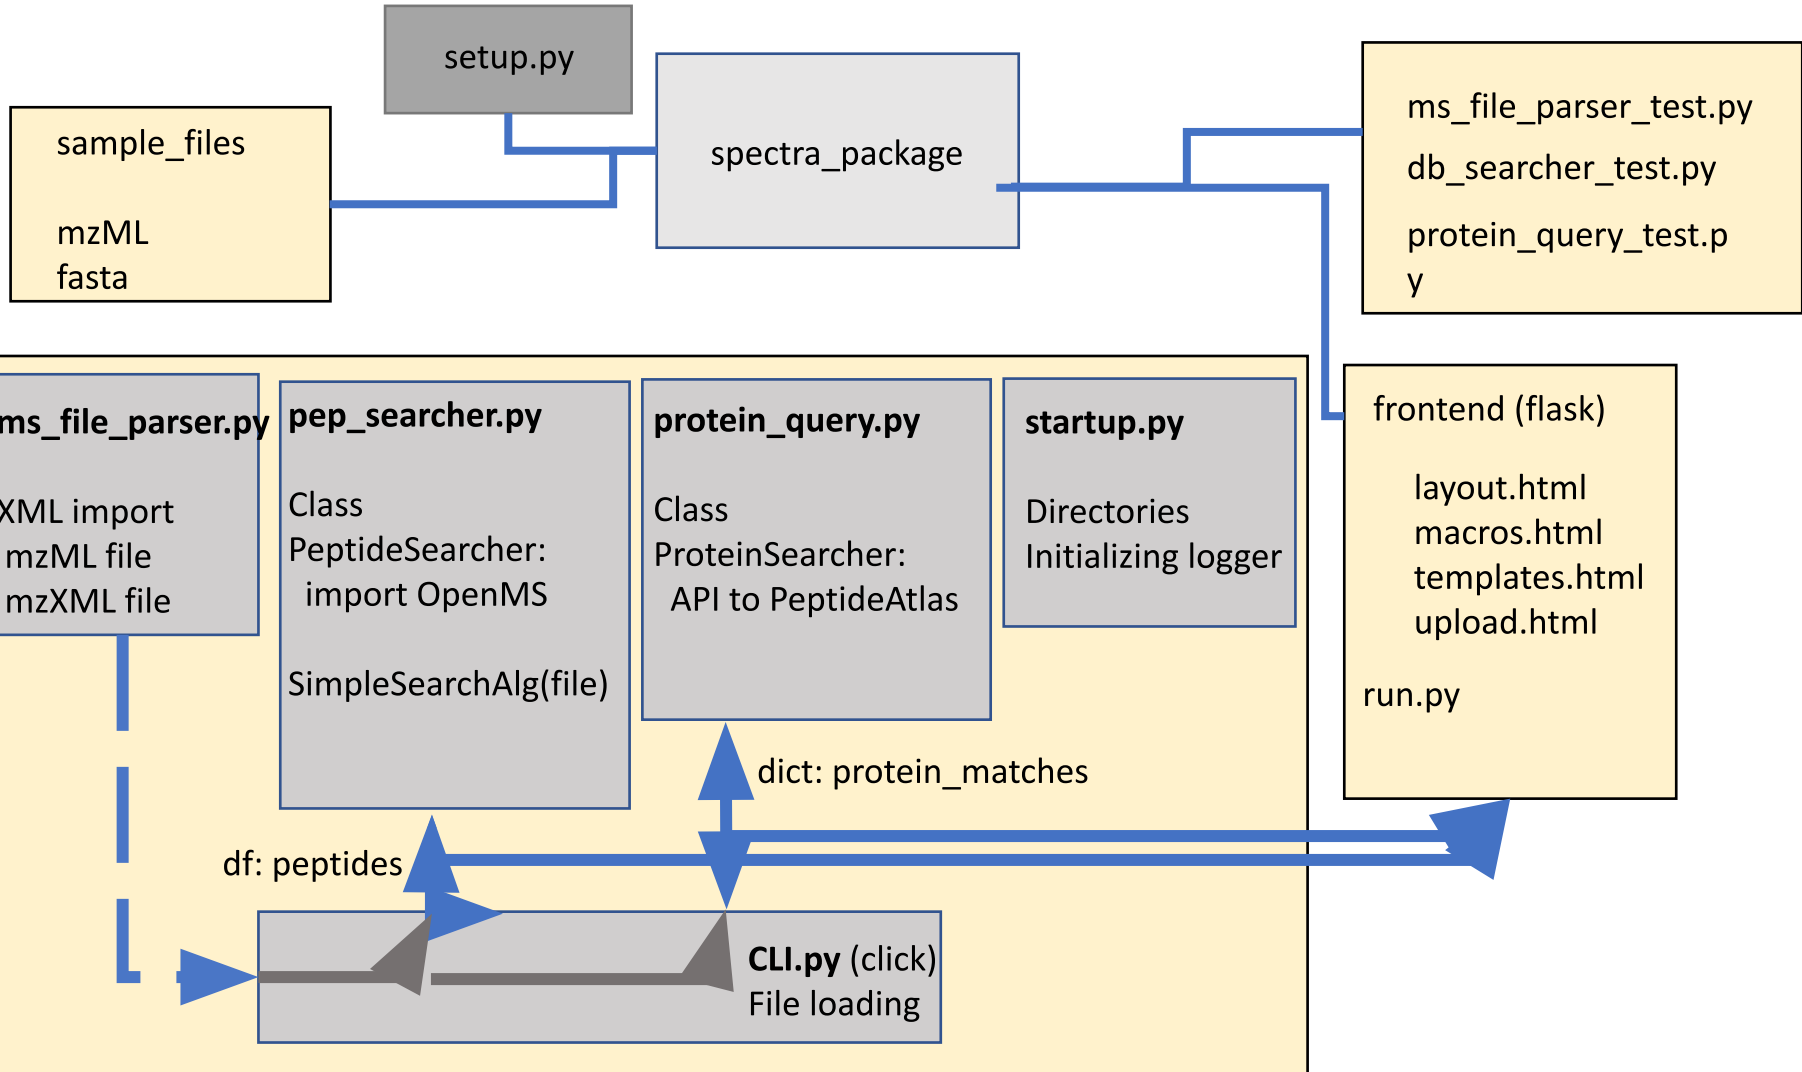 setup.py
spectra_package
sample_files
mzML
fasta
ms_file_parser_test.py
db_searcher_test.py
protein_query_test.p
y
ms_file_parser.py
XML import
mzML file
mzXML file
pep_searcher.py
Class
PeptideSearcher:
import OpenMS
SimpleSearchAlg(file)
protein_query.py
Class
ProteinSearcher:
API to PeptideAtlas
startup.py
Directories
Initializing logger
frontend (flask)
layout.html
macros.html
templates.html
upload.html
run.py
dict: protein_matches
df: peptides
CLI.py (click)
File loading